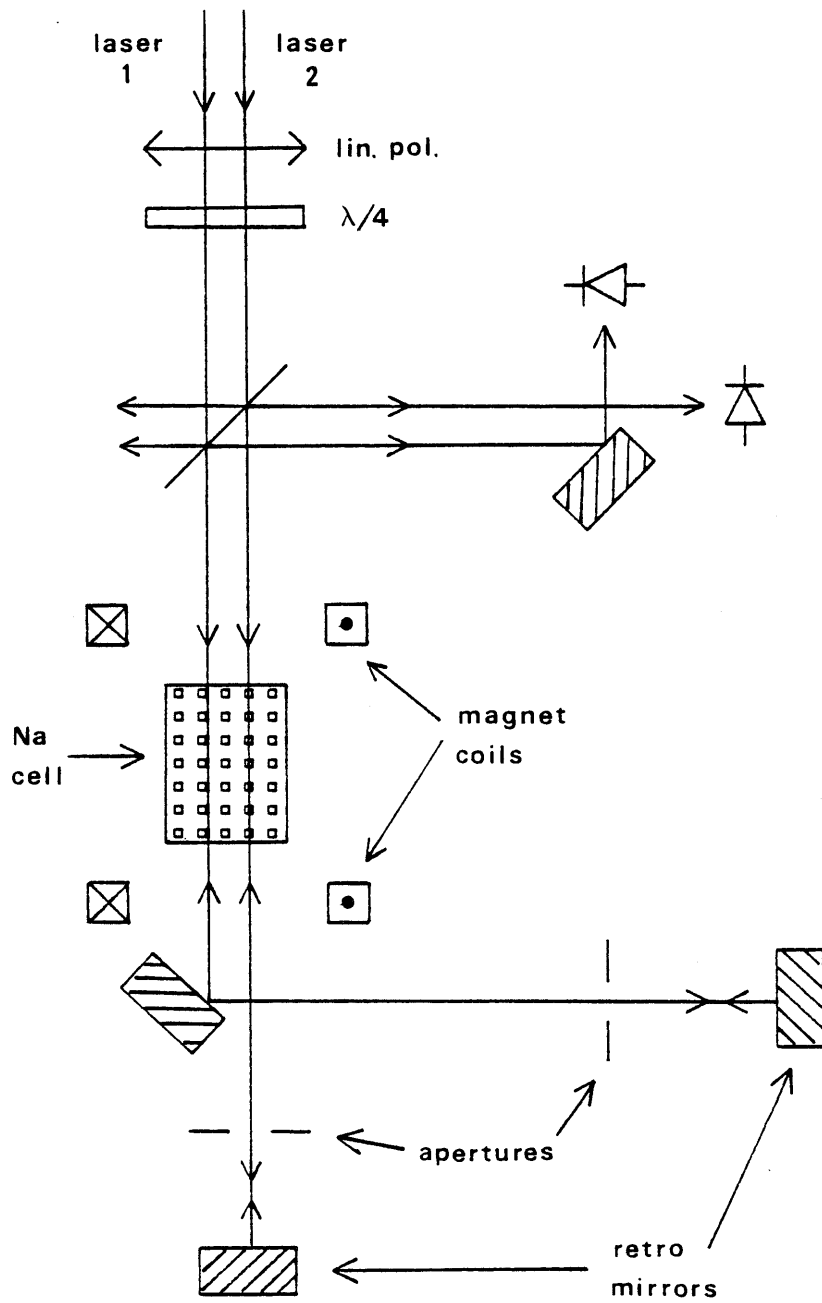 laser
1
laser
2
lin. pol.
λ/4
Na
cell
magnet
coils
apertures
retro
mirrors